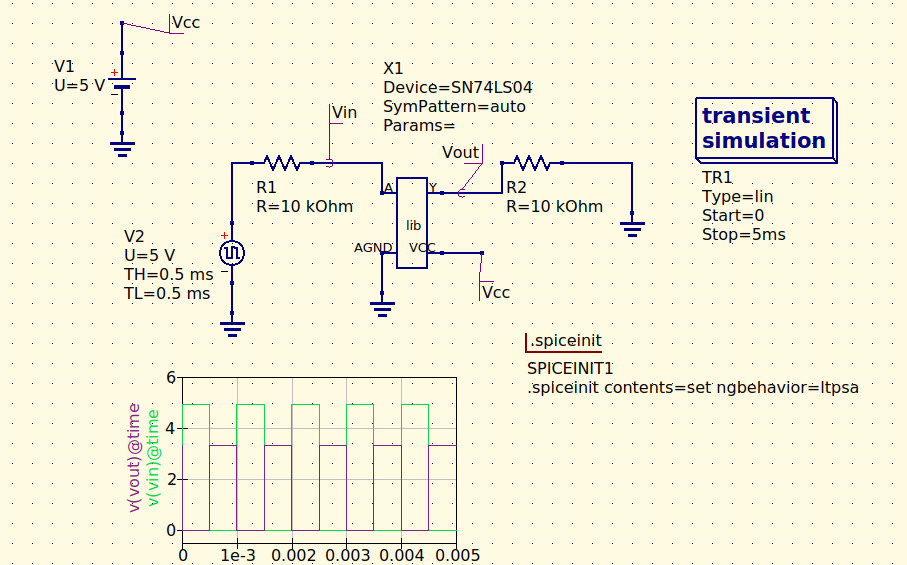 Vcc
V1
U=5 V
+
X1
Device=SN74LS04
SymPattern=auto
Params=
Vin
Vout
transient
simulation
TR1
Type=lin
Start=0
Stop=5ms
R1
R=10 kOhm
A
Y
lib
AGND
VCC
R2
R=10 kOhm
V2
U=5 V
TH=0.5 ms
TL=0.5 ms
+
Vcc
.spiceinit
SPICEINIT1
.spiceinit contents=set ngbehavior=ltpsa
v(vout)@time
v(vin)@time
6
4
2
0
0 1e-3 0.002 0.003 0.004 0.005